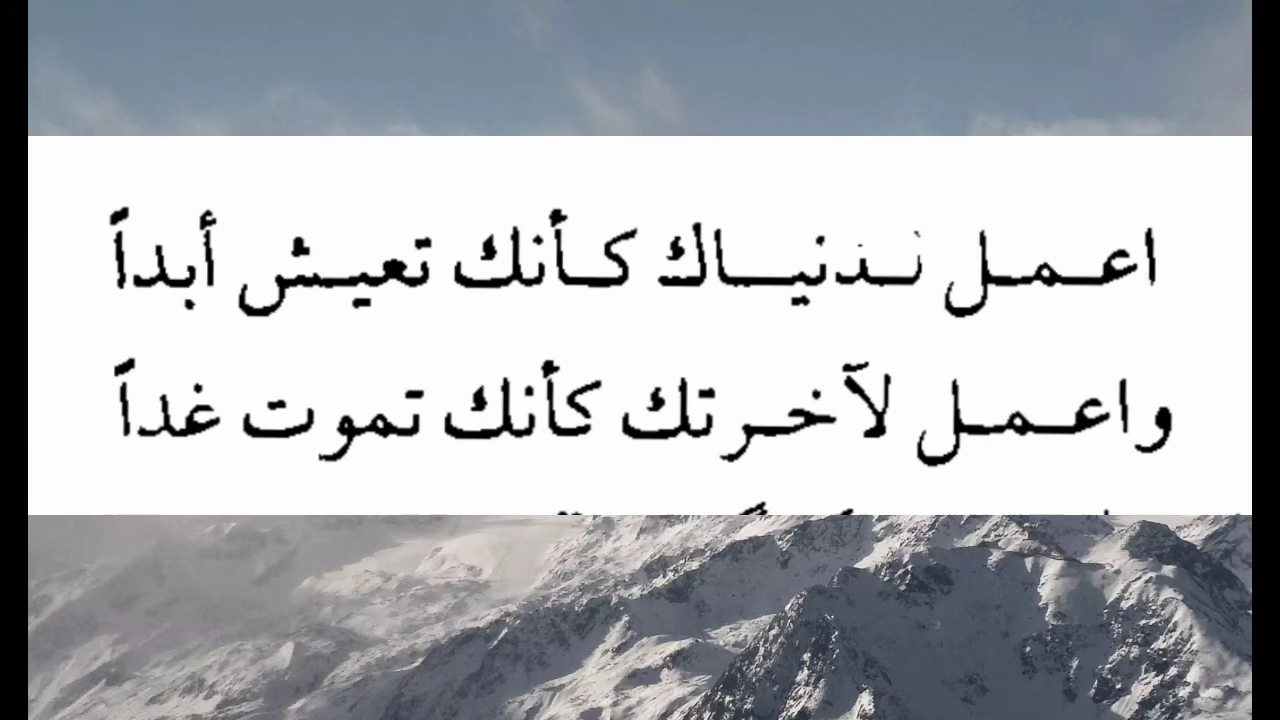 اعمل لدنياك كأنك تعيش أبداً
واعمل لآخرتك كأنك تموت غداً